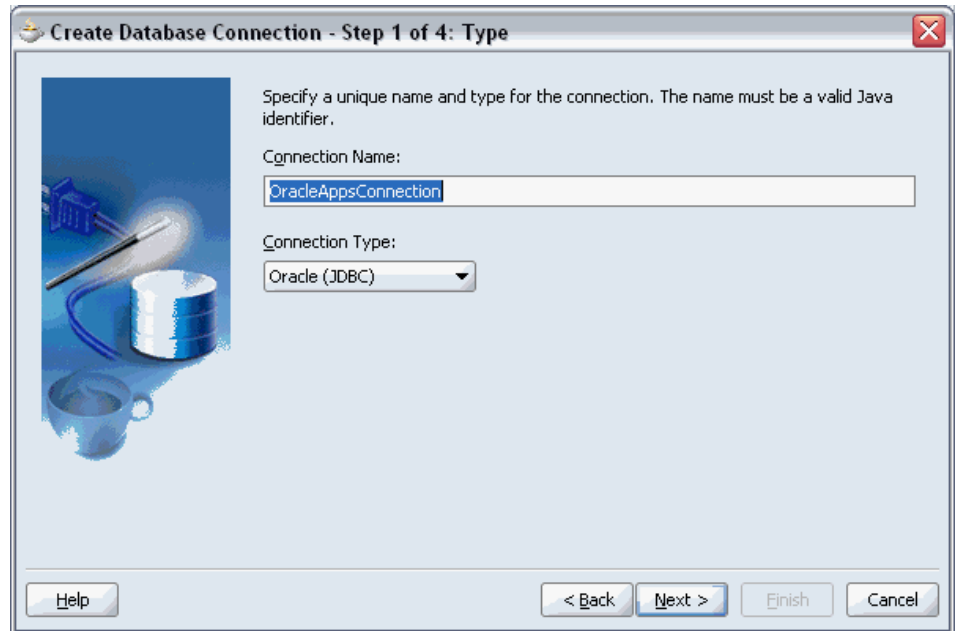 Create Database Connection - Step 1 of 4: Type
Specify a unique name and type for the connection. The name must be a valid Java
identifier.
Connection Name:
OracleAppsConnection
Connection Type:
Oracle (JDBC)
Help
< Back
Next >
Finish
Cancel